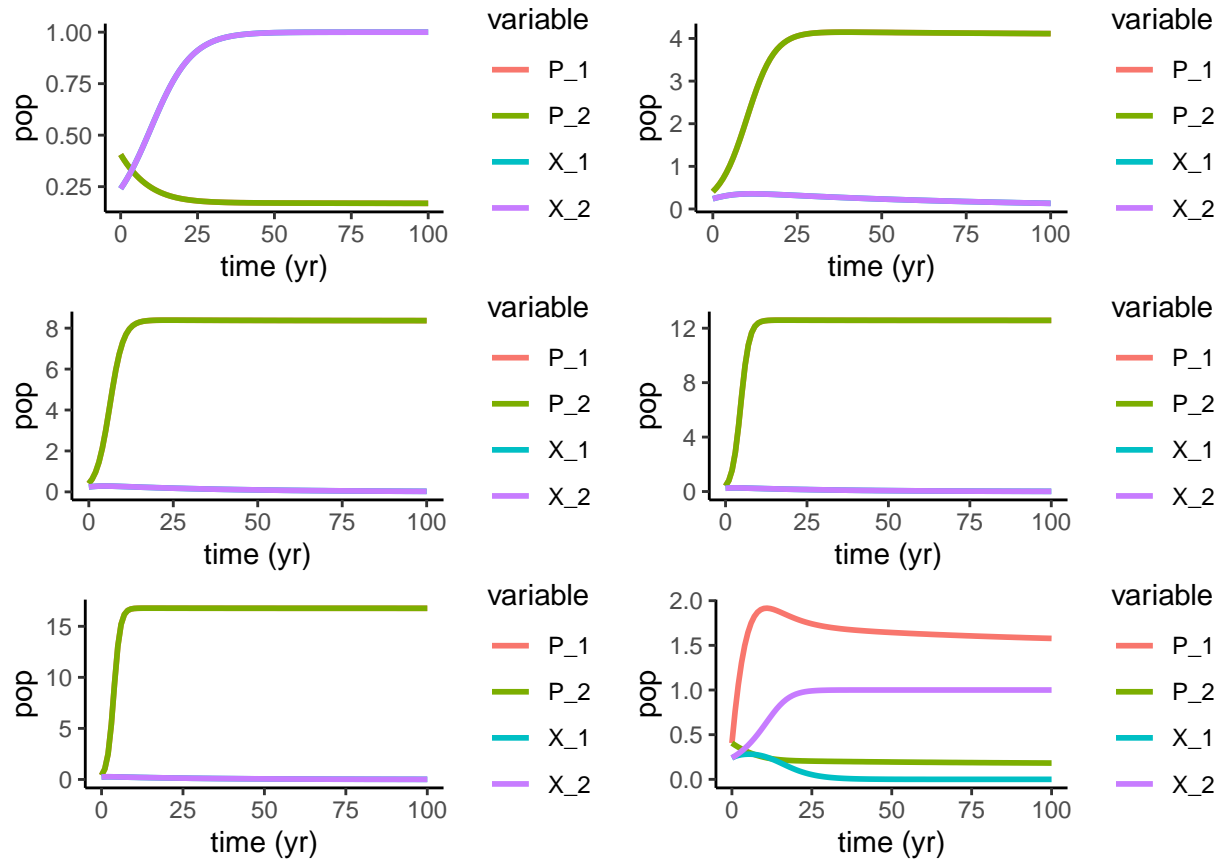 variable
1.00
0.75
0.50
0.25
pop
P_1
P_2
X_1
X_2
0 25 50 75 100
time (yr)
variable
4
3
2
1
0
pop
P_1
P_2
X_1
X_2
0 25 50 75 100
time (yr)
variable
8
6
4
2
0
pop
P_1
P_2
X_1
X_2
0 25 50 75 100
time (yr)
variable
12
8
4
0
pop
P_1
P_2
X_1
X_2
0 25 50 75 100
time (yr)
variable
15
10
5
0
pop
P_1
P_2
X_1
X_2
0 25 50 75 100
time (yr)
variable
2.0
1.5
1.0
0.5
0.0
pop
P_1
P_2
X_1
X_2
0 25 50 75 100
time (yr)